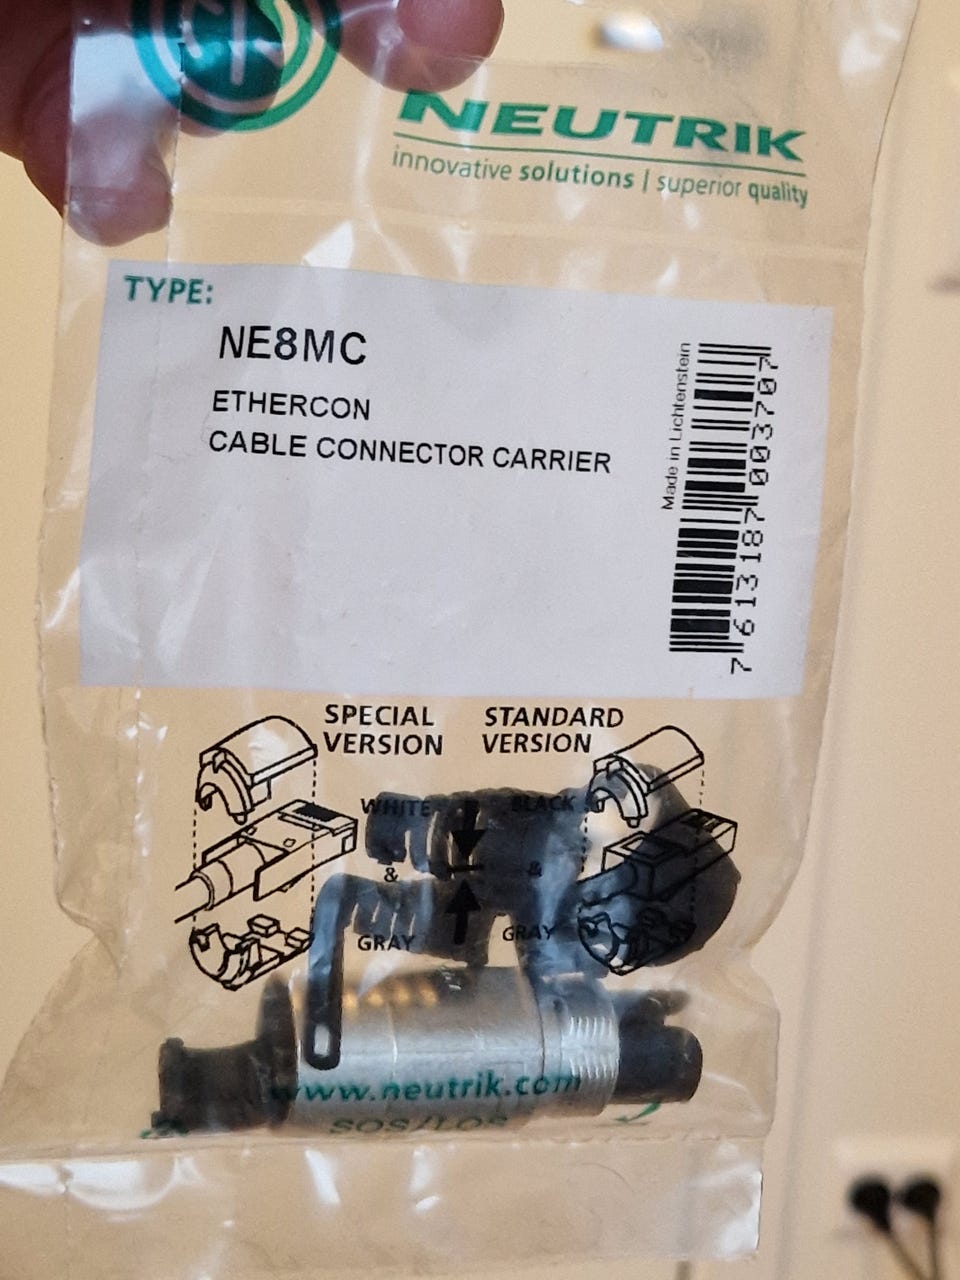 NEUTRIK
innovative solutions | superior quality
TYPE:
NE8MC
ETHERCON
CABLE CONNECTOR CARRIER
Made in Lichtenstein
7 613187 003707
SPECIAL VERSION
STANDARD VERSION
WHITE
&
GRAY
BLACK
&
GRAY
www.neutrik.com